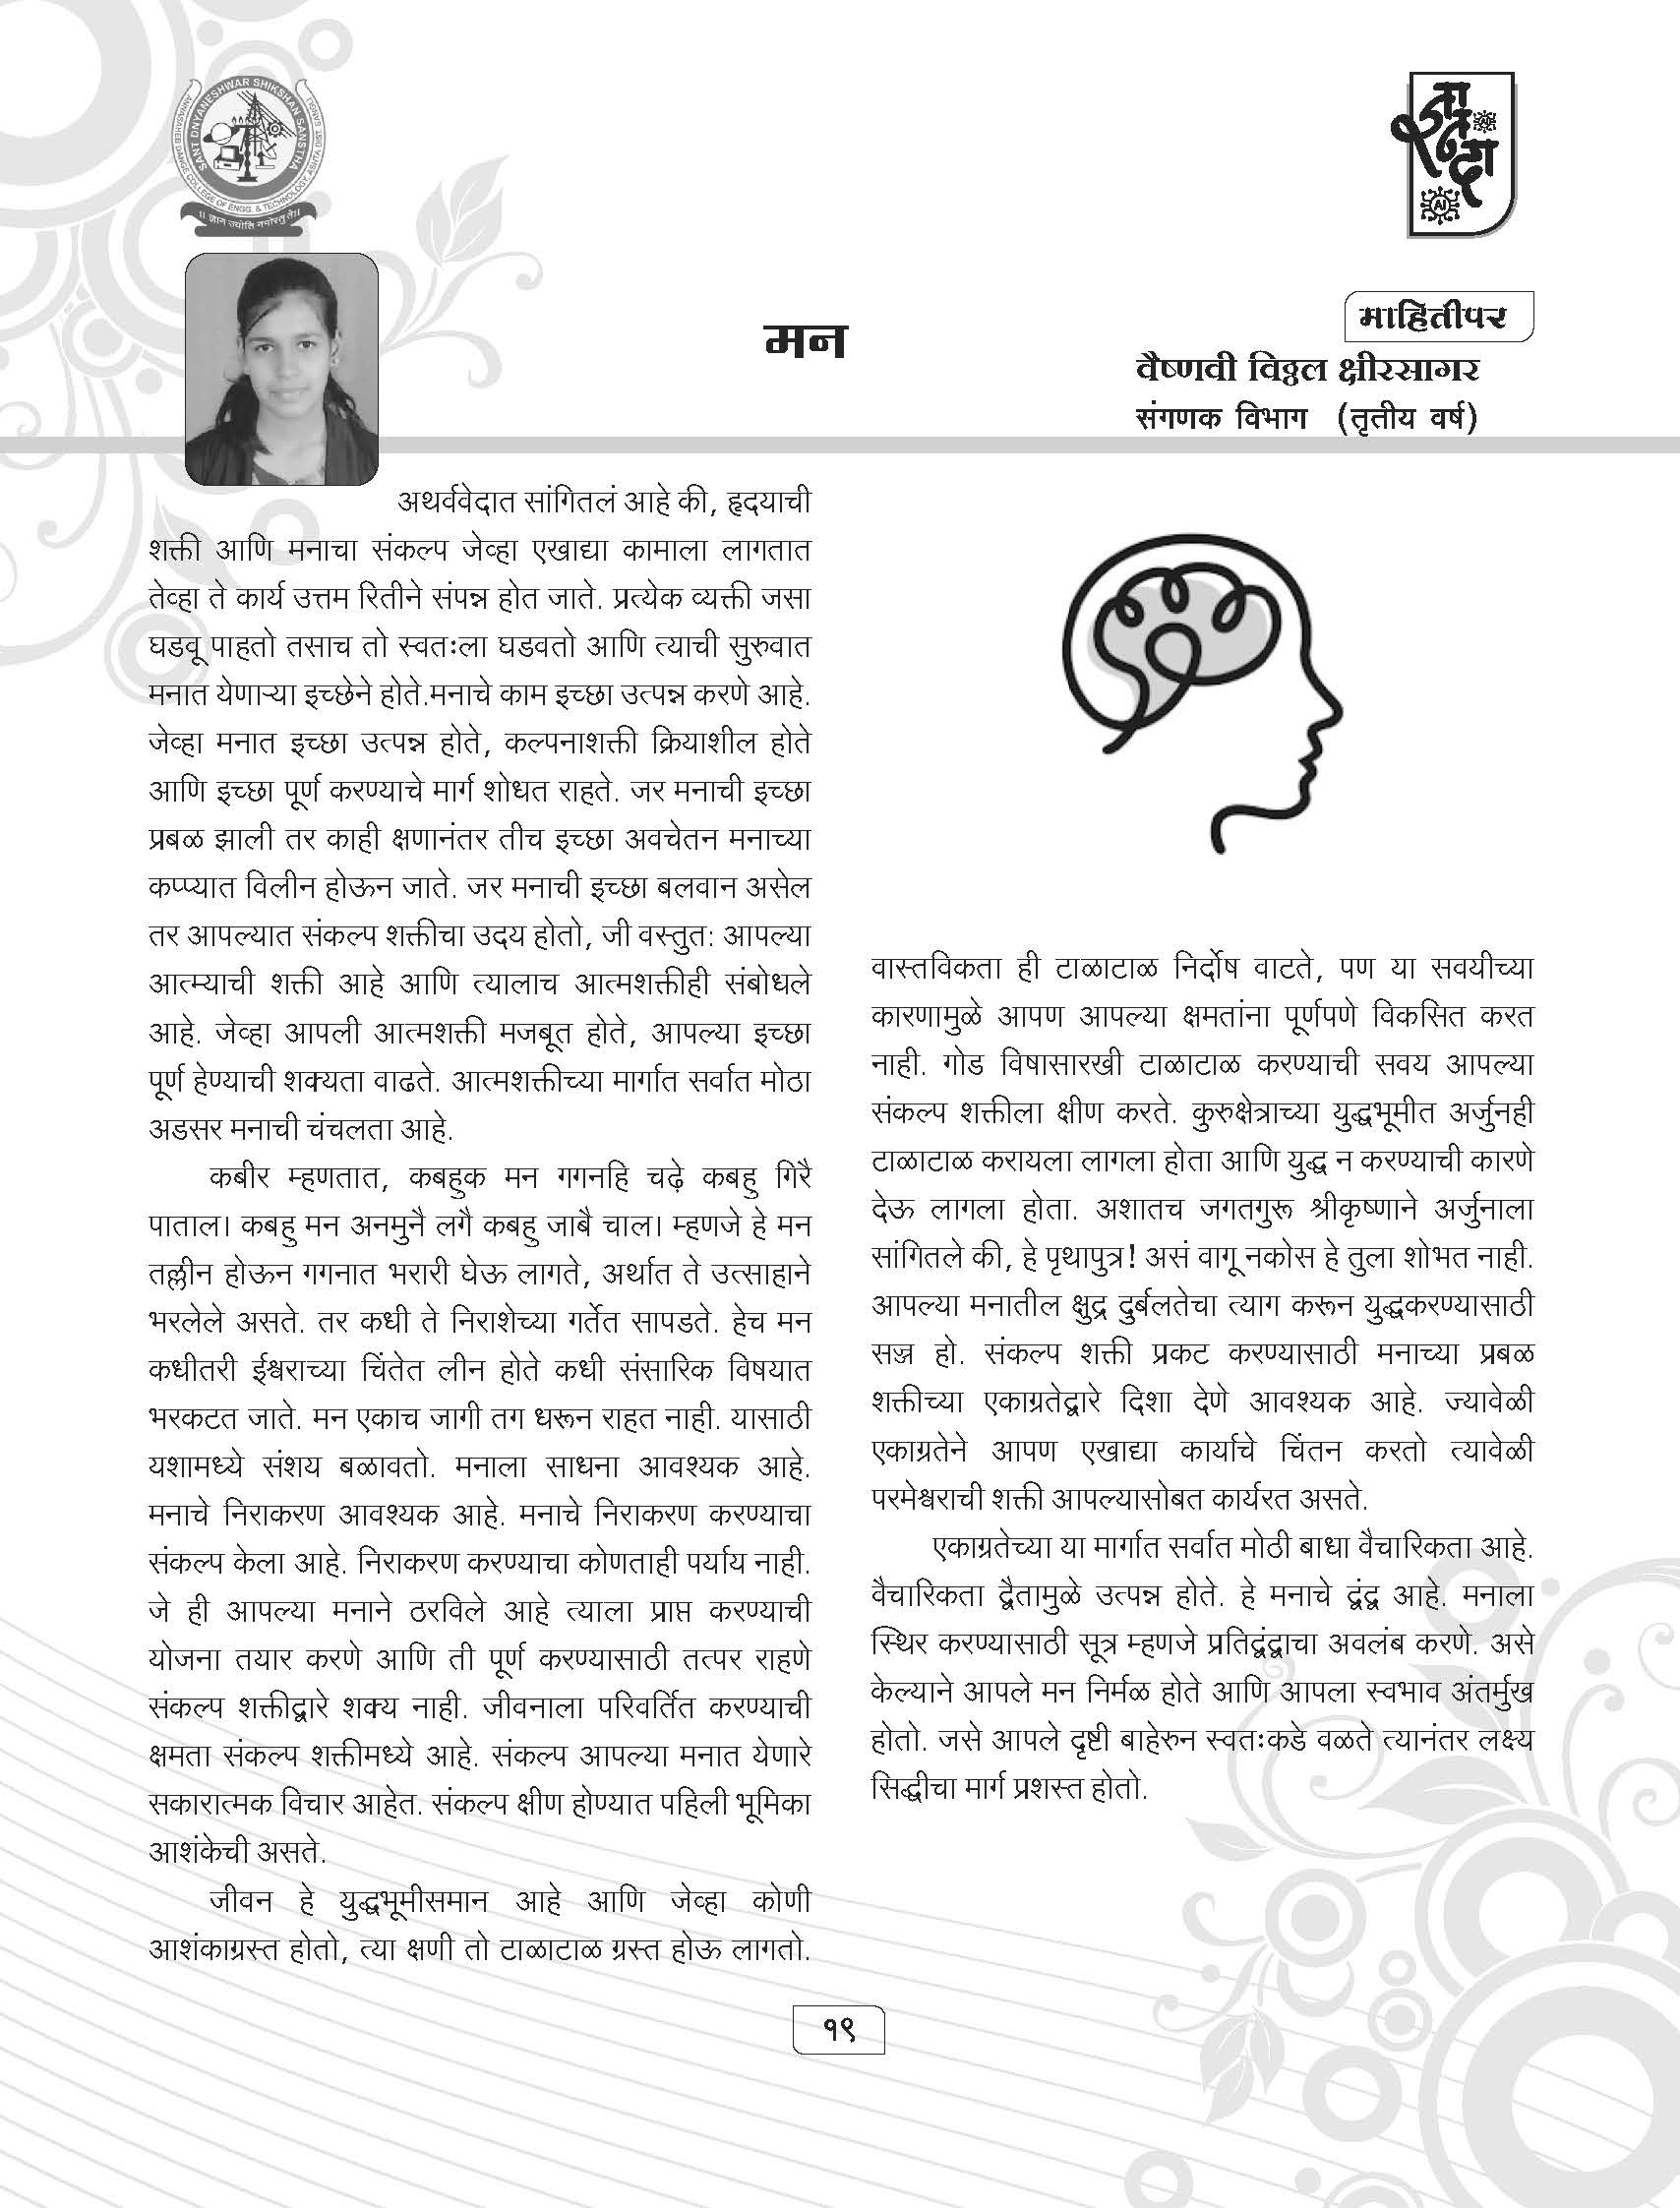 SANT DNYANESHWAR SHIKSHAN SANSTHA
ANNASAHEB DANGE COLLEGE OF ENGG. & TECHNOLOGY, ASHTA DIST. SANGLI
AI
AI
माहितीपर
मन
वैष्णवी विठ्ठल क्षीरसागर
संगणक विभाग (तृतीय वर्ष)
अथर्ववेदात सांगितलं आहे की, हृदयाची
शक्ती आणि मनाचा संकल्प जेव्हा एखाद्या कामाला लागतात
तेव्हा ते कार्य उत्तम रितीने संपन्न होत जाते. प्रत्येक व्यक्ती जसा
घडवू पाहतो तसाच तो स्वतःला घडवतो आणि त्याची सुरुवात
मनात येणाऱ्या इच्छेने होते.मनाचे काम इच्छा उत्पन्न करणे आहे.
जेव्हा मनात इच्छा उत्पन्न होते, कल्पनाशक्ती क्रियाशील होते
आणि इच्छा पूर्ण करण्याचे मार्ग शोधत राहते. जर मनाची इच्छा
प्रबळ झाली तर काही क्षणानंतर तीच इच्छा अवचेतन मनाच्या
कप्प्यात विलीन होऊन जाते. जर मनाची इच्छा बलवान असेल
तर आपल्यात संकल्प शक्तीचा उदय होतो, जी वस्तुतः आपल्या
आत्म्याची शक्ती आहे आणि त्यालाच आत्मशक्तीही संबोधले
आहे. जेव्हा आपली आत्मशक्ती मजबूत होते, आपल्या इच्छा
पूर्ण हेण्याची शक्यता वाढते. आत्मशक्तीच्या मार्गात सर्वात मोठा
अडसर मनाची चंचलता आहे.
कबीर म्हणतात, कबहुक मन गगनहि चढ़े कबहु गिरै
पाताल। कबहु मन अनमुनै लगै कबहु जाबै चाल। म्हणजे हे मन
तल्लीन होऊन गगनात भरारी घेऊ लागते, अर्थात ते उत्साहाने
भरलेले असते. तर कधी ते निराशेच्या गर्तेत सापडते. हेच मन
कधीतरी ईश्वराच्या चिंतेत लीन होते कधी संसारिक विषयात
भरकटत जाते. मन एकाच जागी तग धरून राहत नाही. यासाठी
यशामध्ये संशय बळावतो. मनाला साधना आवश्यक आहे.
मनाचे निराकरण आवश्यक आहे. मनाचे निराकरण करण्याचा
संकल्प केला आहे. निराकरण करण्याचा कोणताही पर्याय नाही.
जे ही आपल्या मनाने ठरविले आहे त्याला प्राप्त करण्याची
योजना तयार करणे आणि ती पूर्ण करण्यासाठी तत्पर राहणे
संकल्प शक्तीद्वारे शक्य नाही. जीवनाला परिवर्तित करण्याची
क्षमता संकल्प शक्तीमध्ये आहे. संकल्प आपल्या मनात येणारे
सकारात्मक विचार आहेत. संकल्प क्षीण होण्यात पहिली भूमिका
आशंकेची असते.
जीवन हे युद्धभूमीसमान आहे आणि जेव्हा कोणी
आशंकाग्रस्त होतो, त्या क्षणी तो टाळाटाळ ग्रस्त होऊ लागतो.
वास्तविकता ही टाळाटाळ निर्दोष वाटते, पण या सवयीच्या
कारणामुळे आपण आपल्या क्षमतांना पूर्णपणे विकसित करत
नाही. गोड विषासारखी टाळाटाळ करण्याची सवय आपल्या
संकल्प शक्तीला क्षीण करते. कुरुक्षेत्राच्या युद्धभूमीत अर्जुनही
टाळाटाळ करायला लागला होता आणि युद्ध न करण्याची कारणे
देऊ लागला होता. अशातच जगतगुरू श्रीकृष्णाने अर्जुनाला
सांगितले की, हे पृथापुत्र! असं वागू नकोस हे तुला शोभत नाही.
आपल्या मनातील क्षुद्र दुर्बलतेचा त्याग करून युद्धकरण्यासाठी
सज्ज हो. संकल्प शक्ती प्रकट करण्यासाठी मनाच्या प्रबळ
शक्तीच्या एकाग्रतेद्वारे दिशा देणे आवश्यक आहे. ज्यावेळी
एकाग्रतेने आपण एखाद्या कार्याचे चिंतन करतो त्यावेळी
परमेश्वराची शक्ती आपल्यासोबत कार्यरत असते.
एकाग्रतेच्या या मार्गात सर्वात मोठी बाधा वैचारिकता आहे.
वैचारिकता द्वैतामुळे उत्पन्न होते. हे मनाचे द्वंद्व आहे. मनाला
स्थिर करण्यासाठी सूत्र म्हणजे प्रतिद्वंद्वाचा अवलंब करणे. असे
केल्याने आपले मन निर्मळ होते आणि आपला स्वभाव अंतर्मुख
होतो. जसे आपले दृष्टी बाहेरुन स्वतःकडे वळते त्यानंतर लक्ष्य
सिद्धीचा मार्ग प्रशस्त होतो.
१९